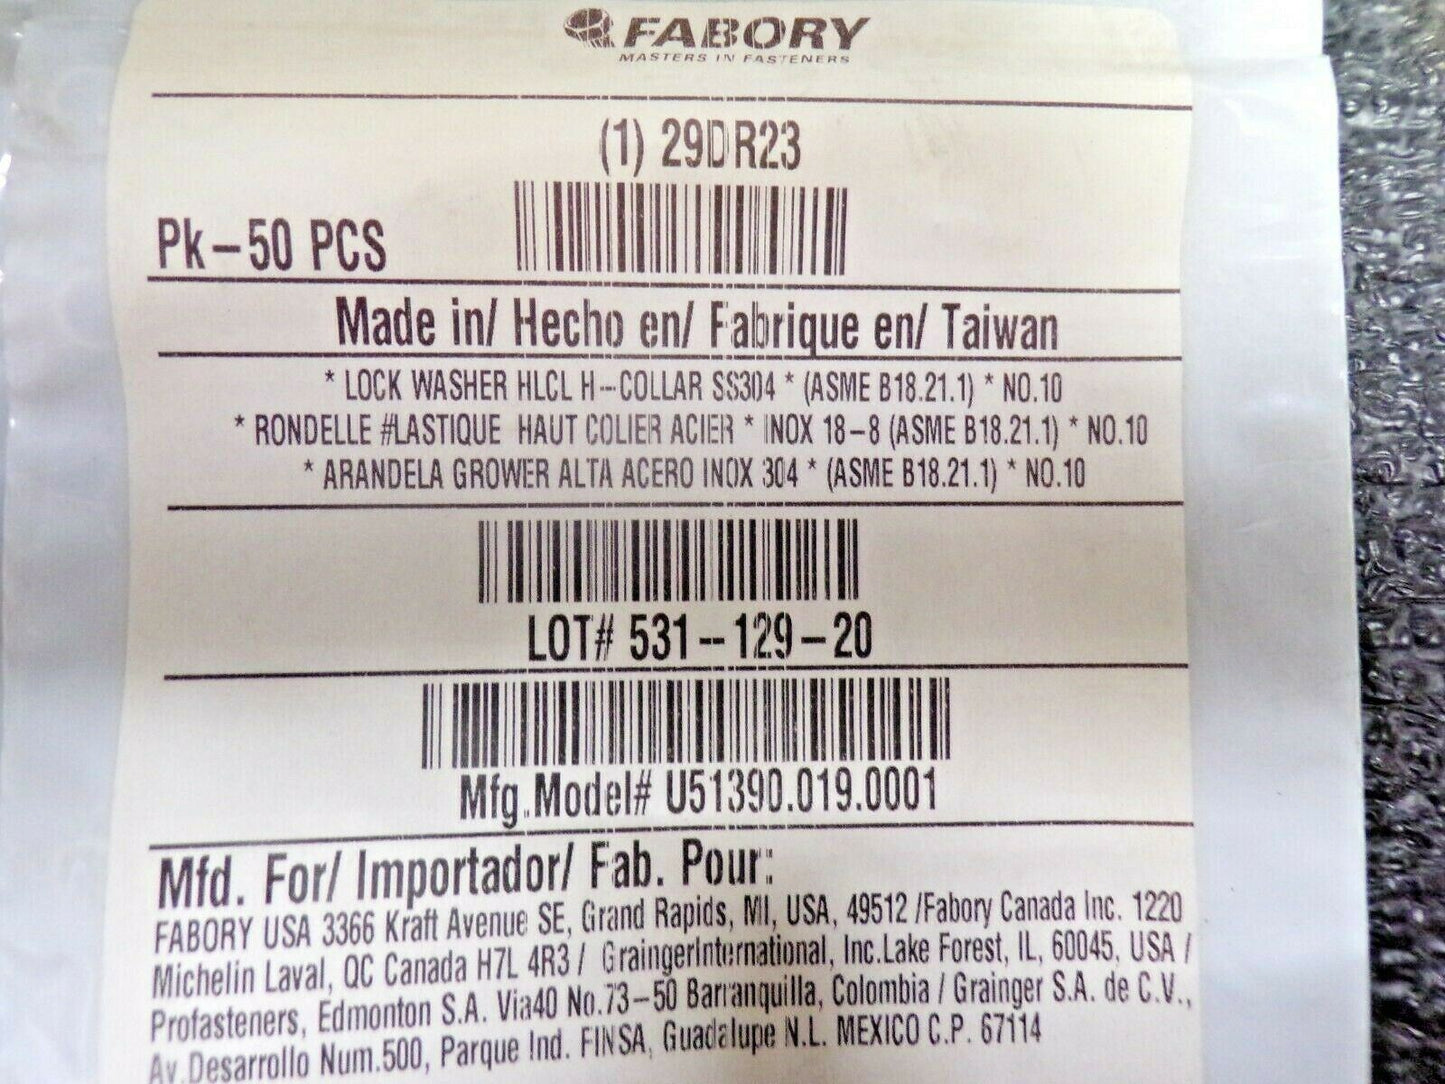 FABORY
MASTERS IN FASTENERS
(1) 29DR23
Pk-50 PCS
Made in/ Hecho en/ Fabrique en/ Taiwan
* LOCK WASHER HLCL H-COLLAR SS304 * (ASME B18.21.1) * NO.10
* RONDELLE #LASTIQUE HAUT COLIER ACIER * INOX 18-8 (ASME B18.21.1) * NO.10
* ARANDELA GROWER ALTA ACERO INOX 304 * (ASME B18.21.1) * NO.10
LOT# 531-129-20
Mfg.Model# U51390.019.0001
Mfd. For/ Importador/ Fab. Pour:
FABORY USA 3366 Kraft Avenue SE, Grand Rapids, MI, USA, 49512 /Fabory Canada Inc. 1220
Michelin Laval, QC Canada H7L 4R3 / GraingerInternational, Inc.Lake Forest, IL, 60045, USA /
Profasteners, Edmonton S.A. Via40 No.73-50 Barranquilla, Colombia / Grainger S.A. de C.V.,
Av.Desarrollo Num.500, Parque Ind. FINSA, Guadalupe N.L. MEXICO C.P. 67114